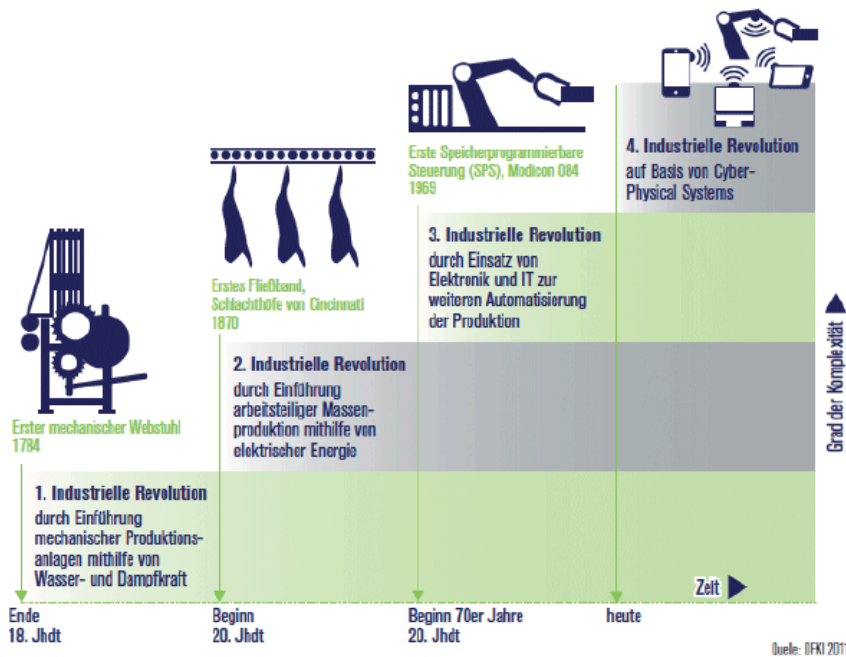 Erste Speicherprogrammierbare
Steuerung (SPS), Modicon 084
1969
4. Industrielle Revolution
auf Basis von Cyber-
Physical Systems
3. Industrielle Revolution
durch Einsatz von
Elektronik und IT zur
weiteren Automatisierung
der Produktion
Erstes Fließband,
Schlachthöfe von Cincinnati
1870
2. Industrielle Revolution
durch Einführung
arbeitsteiliger Massen-
produktion mithilfe von
elektrischer Energie
Erster mechanischer Webstuhl
1784
1. Industrielle Revolution
durch Einführung
mechanischer Produktions-
anlagen mithilfe von
Wasser- und Dampfkraft
Grad der Komplexität
Zeit
Ende
18. Jhdt
Beginn
20. Jhdt
Beginn 70er Jahre
20. Jhdt
heute
Quelle: DFKI 2011